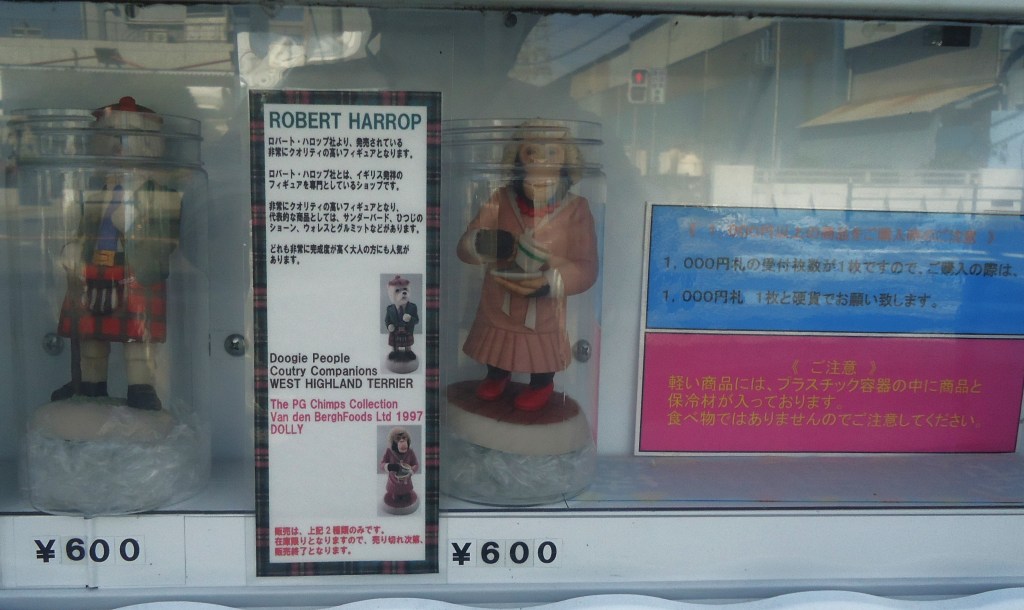 ROBERT HARROP
ロバート・ハロップ社より、発売されている
非常にクオリティの高いフィギュアとなります。
ロバート・ハロップ社とは、イギリス発祥の
フィギュアを専門としているショップです。
非常にクオリティの高いフィギュアとなり、
代表的な商品としては、サンダーバード、ひつじの
ショーン、ウォレスとグルミットなどがあります。
どれも非常に完成度が高く大人の方にも人気が
あります。
Doogie People
Coutry Companions
WEST HIGHLAND TERRIER
The PG Chimps Collection
Van den BerghFoods Ltd 1997
DOLLY
販売は、上記2種類のみです。
在庫限りとなりますので、売り切れ次第、
販売終了となります。
¥600
¥600
1,000円札の受付枚数が1枚ですので、ご購入の際は、
1,000円札 1枚と硬貨でお願い致します。
《 ご注意 》
軽い商品には、プラスチック容器の中に商品と
保冷材が入っております。
食べ物ではありませんのでご注意してください。